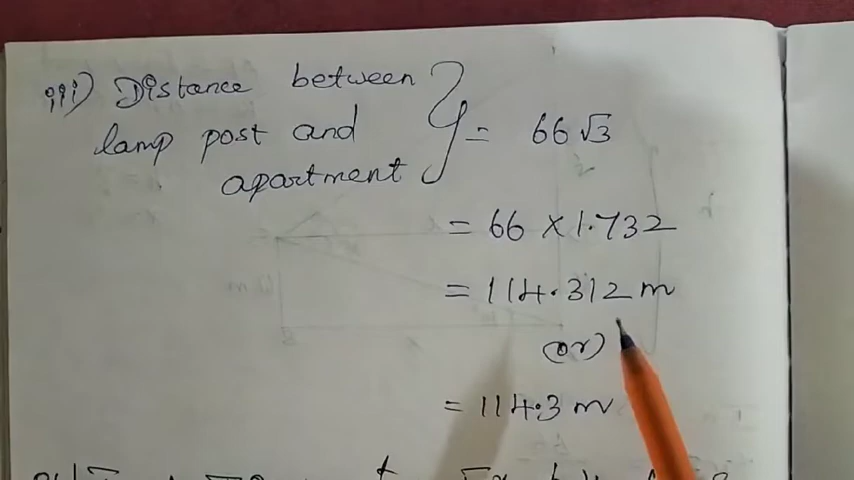 iii) Distance between
lamp post and } = 66√3
apartment
= 66 × 1.732
= 114.312 m
(or)
= 114.3 m